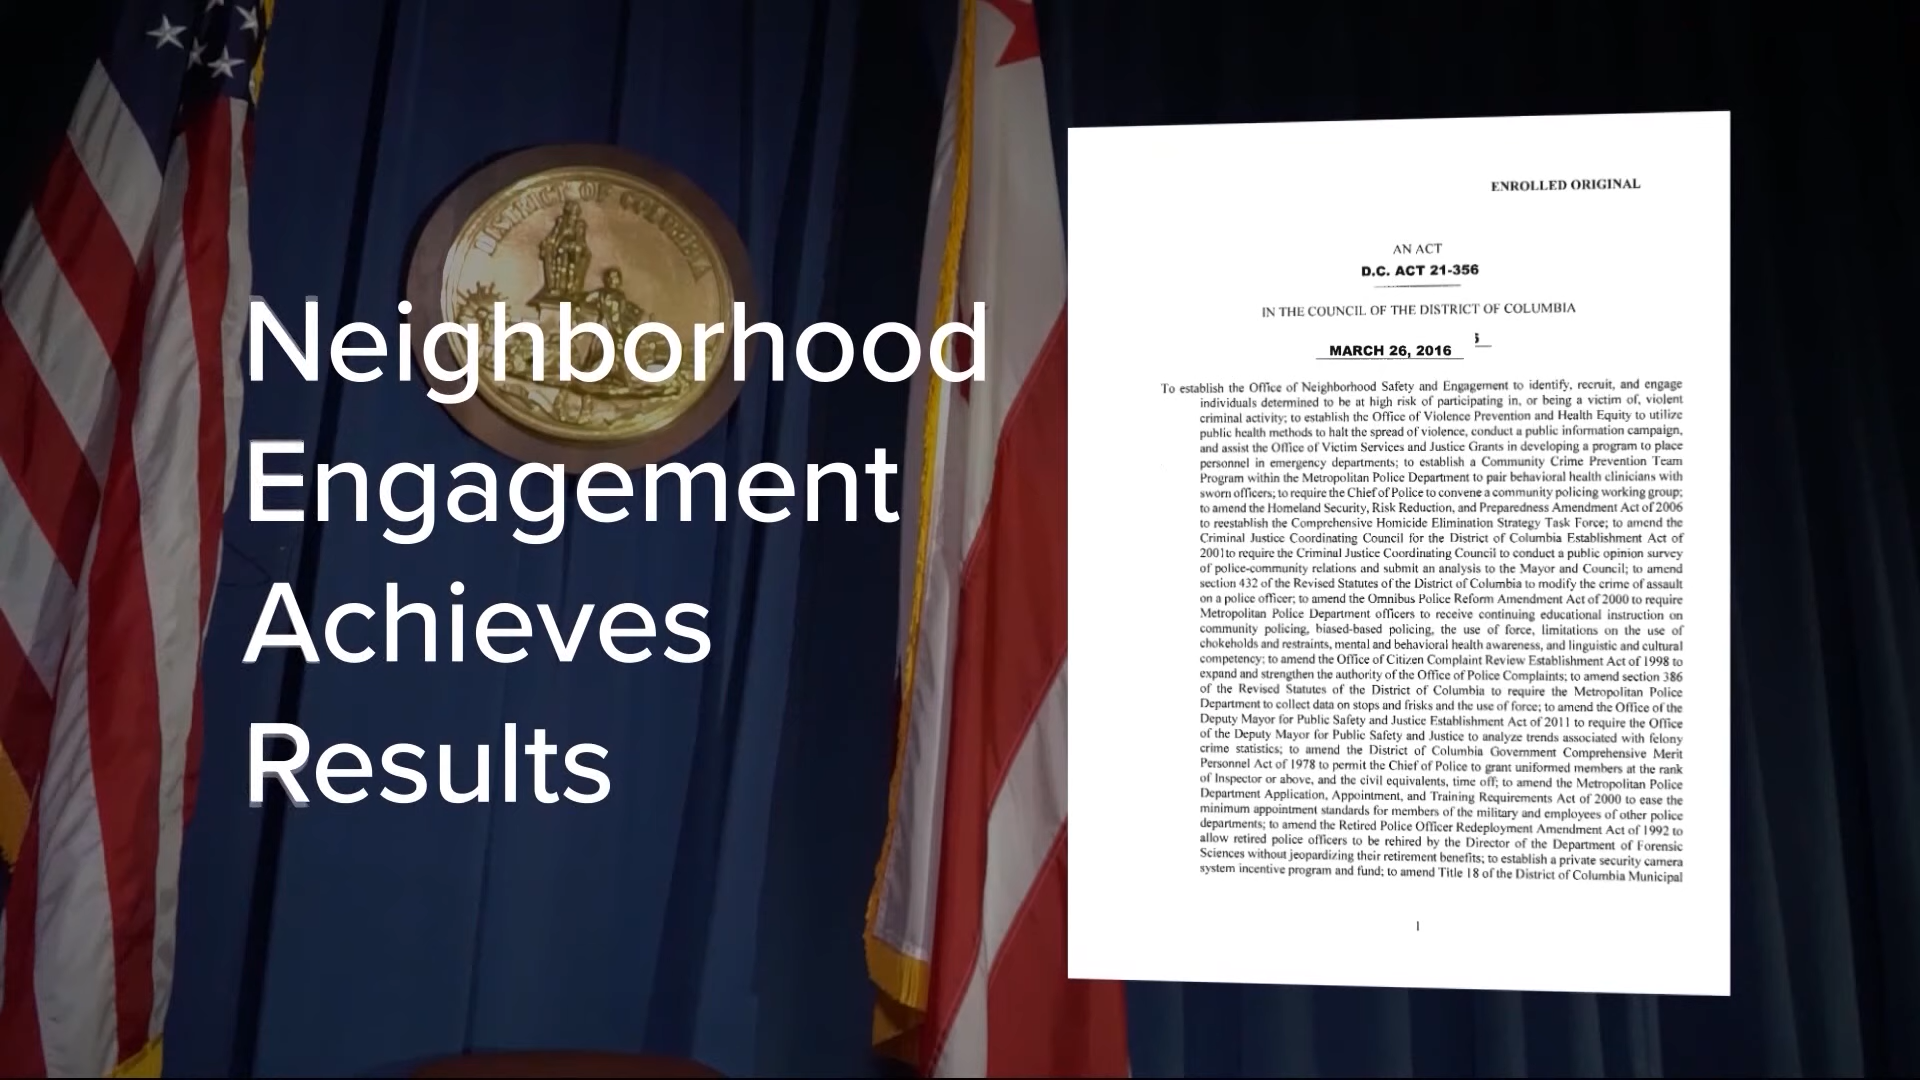 DISTRICT OF COLUMBIA
Neighborhood
Engagement
Achieves
Results
ENROLLED ORIGINAL
AN ACT
D.C. ACT 21-356
IN THE COUNCIL OF THE DISTRICT OF COLUMBIA
MARCH 26, 2016
To establish the Office of Neighborhood Safety and Engagement to identify, recruit, and engage
individuals determined to be at high risk of participating in, or being a victim of, violent
criminal activity; to establish the Office of Violence Prevention and Health Equity to utilize
public health methods to halt the spread of violence, conduct a public information campaign,
and assist the Office of Victim Services and Justice Grants in developing a program to place
personnel in emergency departments; to establish a Community Crime Prevention Team
Program within the Metropolitan Police Department to pair behavioral health clinicians with
sworn officers; to require the Chief of Police to convene a community policing working group;
to amend the Homeland Security, Risk Reduction, and Preparedness Amendment Act of 2006
to reestablish the Comprehensive Homicide Elimination Strategy Task Force; to amend the
Criminal Justice Coordinating Council for the District of Columbia Establishment Act of
2001to require the Criminal Justice Coordinating Council to conduct a public opinion survey
of police-community relations and submit an analysis to the Mayor and Council; to amend
section 432 of the Revised Statutes of the District of Columbia to modify the crime of assault
on a police officer; to amend the Omnibus Police Reform Amendment Act of 2000 to require
Metropolitan Police Department officers to receive continuing educational instruction on
community policing, biased-based policing, the use of force, limitations on the use of
chokeholds and restraints, mental and behavioral health awareness, and linguistic and cultural
competency; to amend the Office of Citizen Complaint Review Establishment Act of 1998 to
expand and strengthen the authority of the Office of Police Complaints; to amend section 386
of the Revised Statutes of the District of Columbia to require the Metropolitan Police
Department to collect data on stops and frisks and the use of force; to amend the Office of the
Deputy Mayor for Public Safety and Justice Establishment Act of 2011 to require the Office
of the Deputy Mayor for Public Safety and Justice to analyze trends associated with felony
crime statistics; to amend the District of Columbia Government Comprehensive Merit
Personnel Act of 1978 to permit the Chief of Police to grant uniformed members at the rank
of Inspector or above, and the civil equivalents, time off; to amend the Metropolitan Police
Department Application, Appointment, and Training Requirements Act of 2000 to ease the
minimum appointment standards for members of the military and employees of other police
departments; to amend the Retired Police Officer Redeployment Amendment Act of 1992 to
allow retired police officers to be rehired by the Director of the Department of Forensic
Sciences without jeopardizing their retirement benefits; to establish a private security camera
system incentive program and fund; to amend Title 18 of the District of Columbia Municipal
1